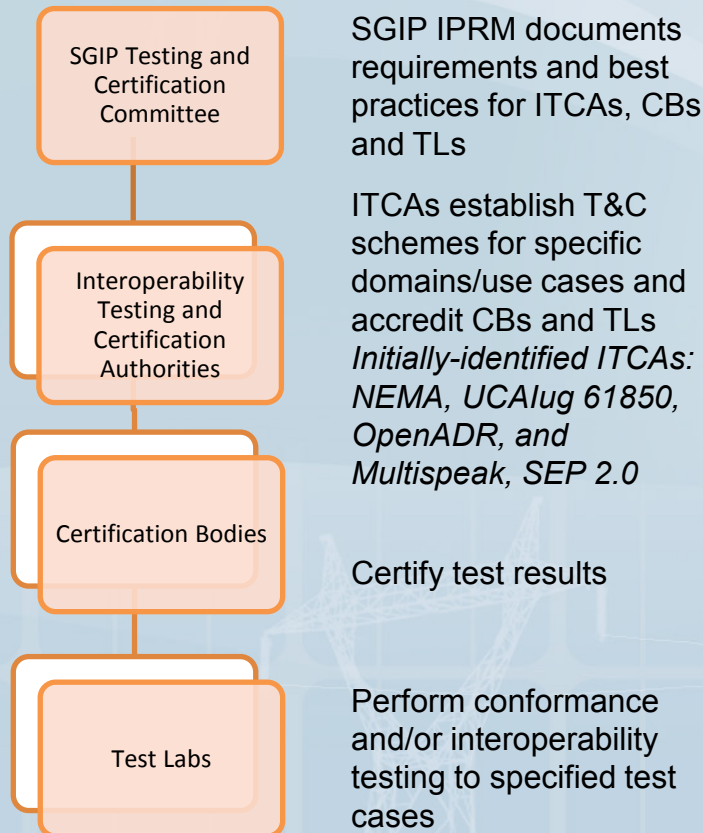 SGIP Testing and
Certification
Committee
SGIP IPRM documents
requirements and best
practices for ITCAs, CBs
and TLs
Interoperability
Testing and
Certification
Authorities
ITCAs establish T&C
schemes for specific
domains/use cases and
accredit CBs and TLs
Initially-identified ITCAs:
NEMA, UCAIug 61850,
OpenADR, and
Multispeak, SEP 2.0
Certification Bodies
Certify test results
Test Labs
Perform conformance
and/or interoperability
testing to specified test
cases